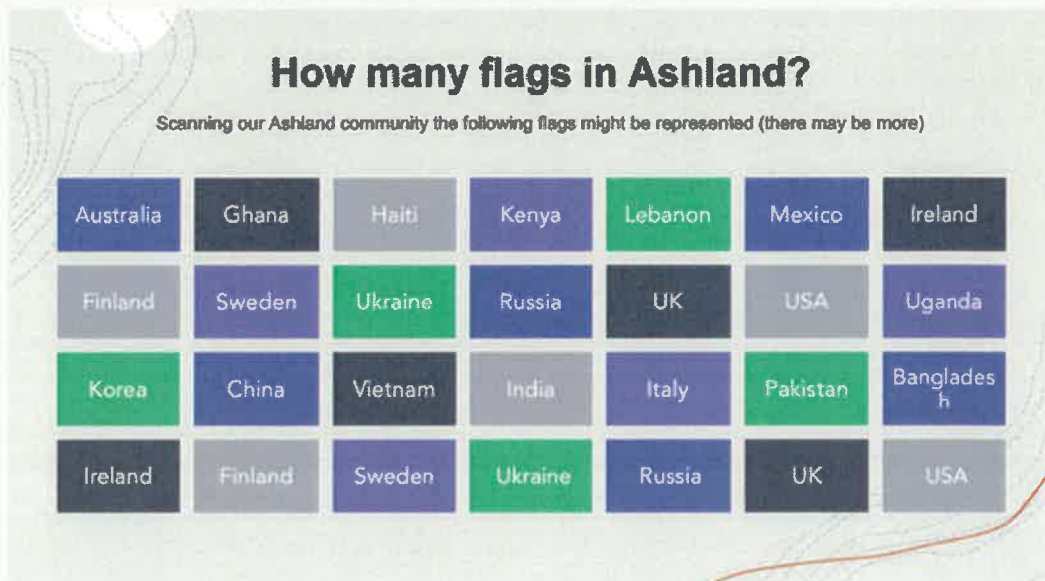 How many flags in Ashland?
Scanning our Ashland community the following flags might be represented (there may be more)
Australia Ghana Haiti Kenya Lebanon Mexico Ireland
Finland Sweden Ukraine Russia UK USA Uganda
Korea China Vietnam India Italy Pakistan Banglades
h
Ireland Finland Sweden Ukraine Russia UK USA